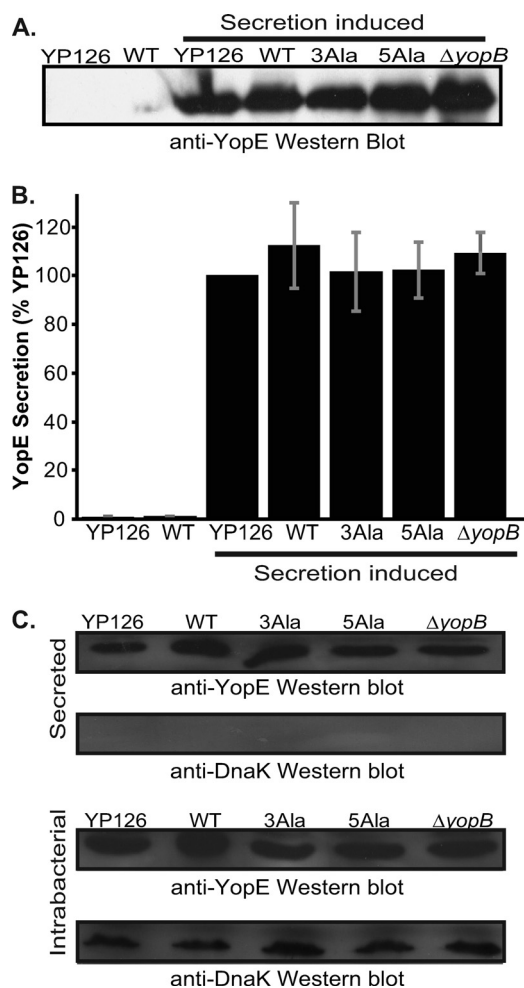 A.
Secretion induced
YP126 WT YP126 WT 3Ala 5Ala ΔyopB
anti-YopE Western Blot
B.
YopE Secretion (% YP126)
120
100
80
60
40
20
0
YP126 WT YP126 WT 3Ala 5Ala ΔyopB
Secretion induced
C.
Secreted
YP126 WT 3Ala 5Ala ΔyopB
anti-YopE Western blot
anti-DnaK Western blot
Intrabacterial
YP126 WT 3Ala 5Ala ΔyopB
anti-YopE Western blot
anti-DnaK Western blot